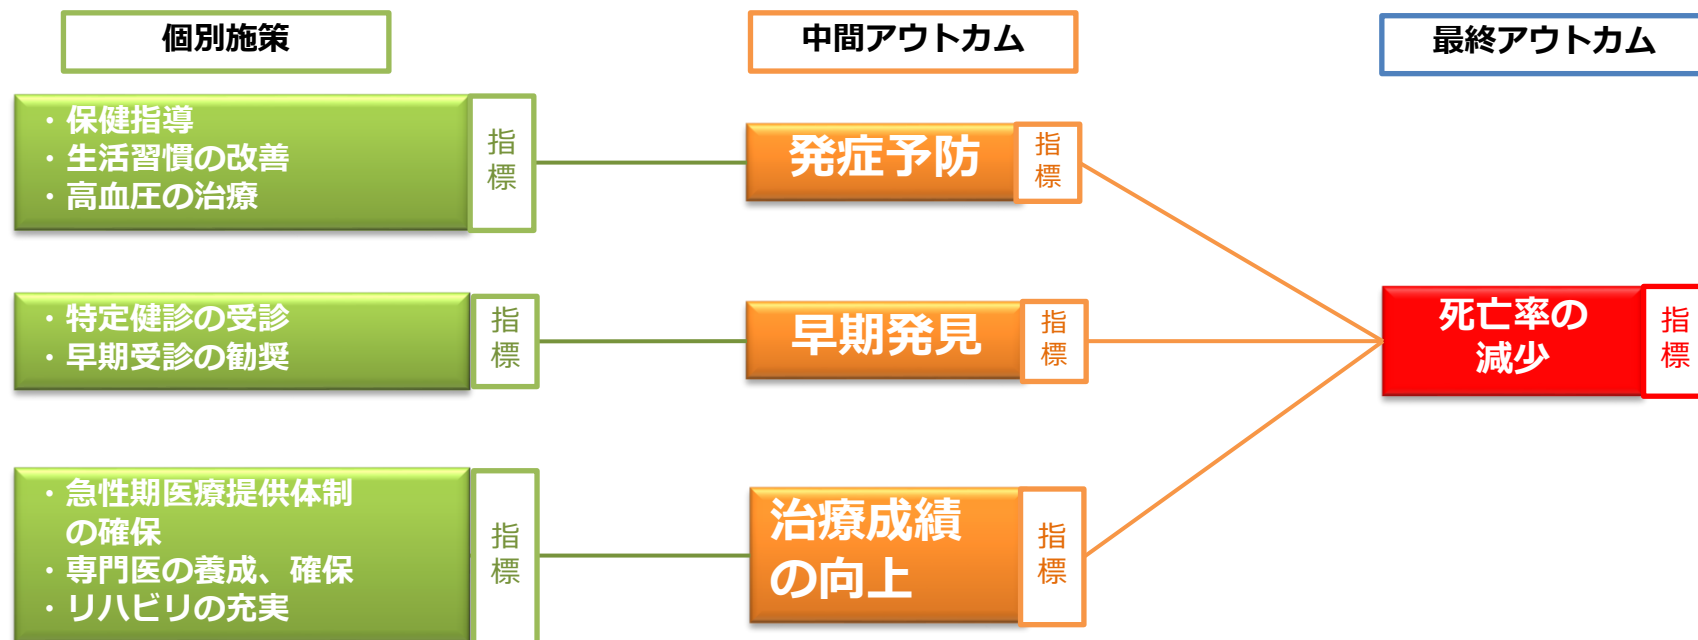 個別施策
中間アウトカム
最終アウトカム
・保健指導
・生活習慣の改善
・高血圧の治療
指
標
発症予防
指
標
・特定健診の受診
・早期受診の勧奨
指
標
早期発見
指
標
死亡率の
減少
指
標
・急性期医療提供体制
の確保
・専門医の養成、確保
・リハビリの充実
指
標
治療成績
の向上
指
標